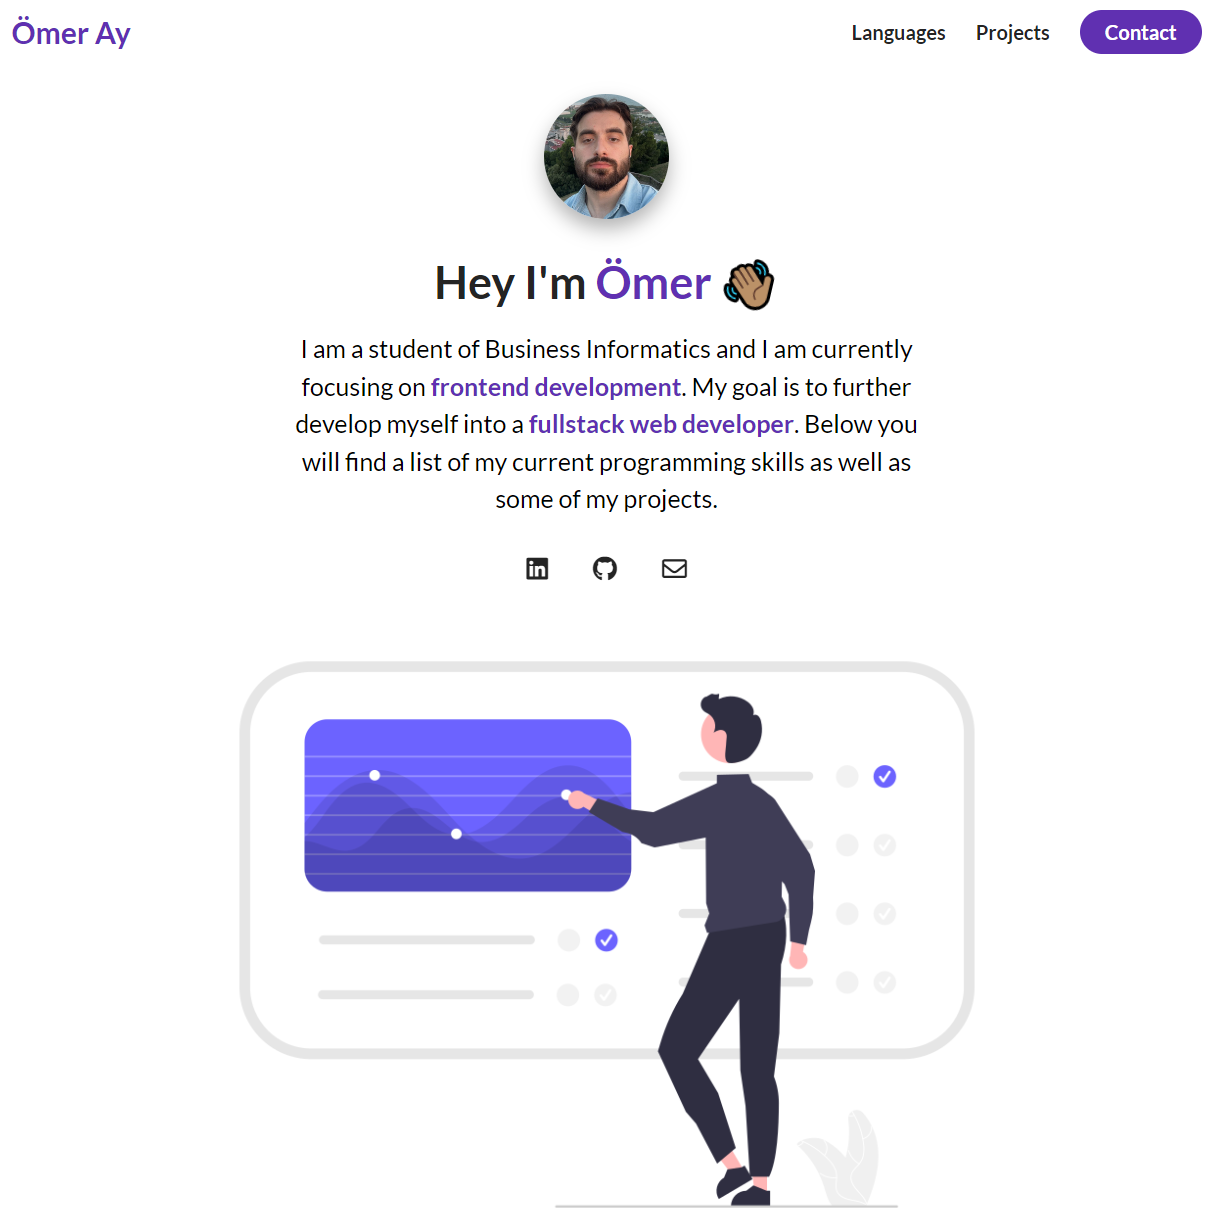 Ömer Ay
Languages
Projects
Contact
Hey I'm Ömer 👋🏽
I am a student of Business Informatics and I am currently
focusing on frontend development. My goal is to further
develop myself into a fullstack web developer. Below you
will find a list of my current programming skills as well as
some of my projects.
in